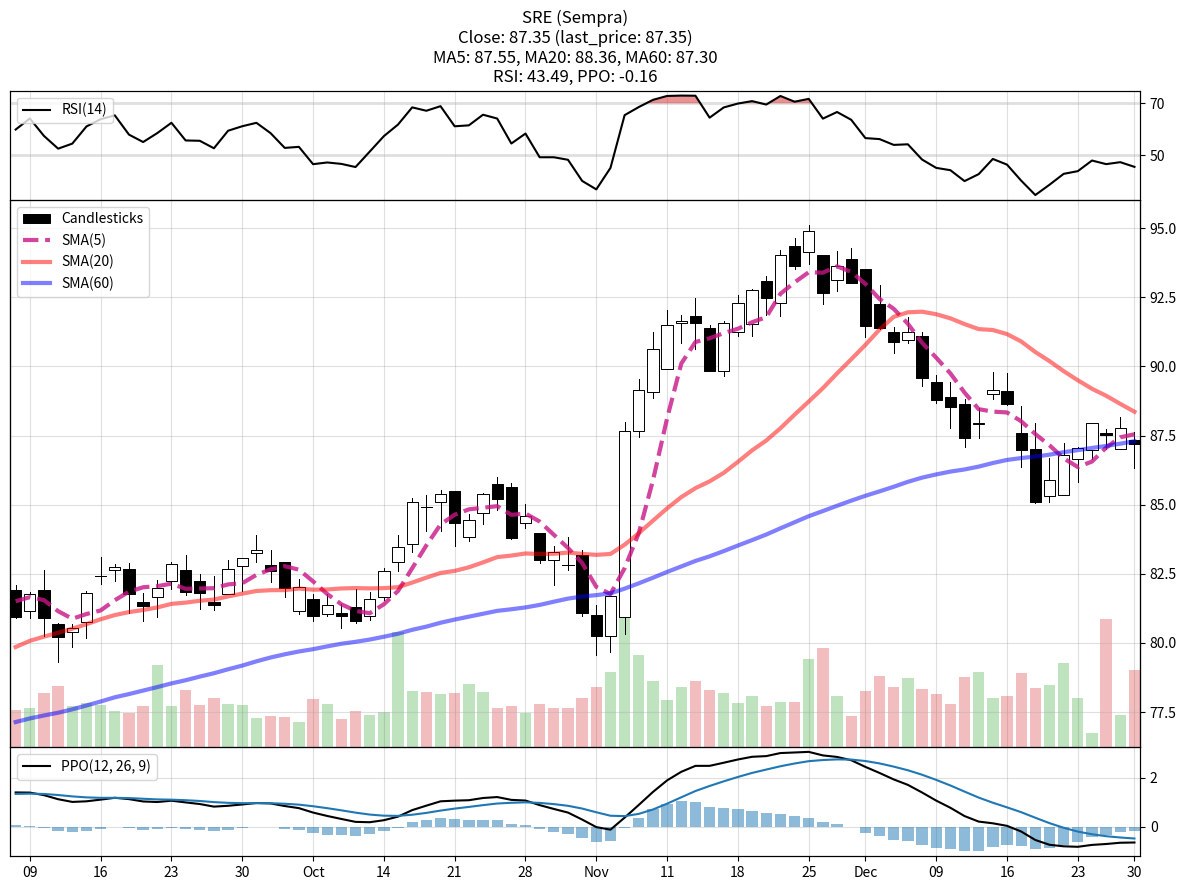 SRE (Sempra)
Close: 87.35 (last_price: 87.35)
MA5: 87.55, MA20: 88.36, MA60: 87.30
RSI: 43.49, PPO: -0.16
RSI(14)
70
50
Candlesticks
SMA(5)
SMA(20)
SMA(60)
95.0
92.5
90.0
87.5
85.0
82.5
80.0
77.5
PPO(12, 26, 9)
2
0
09 16 23 30 Oct 14 21 28 Nov 11 18 25 Dec 09 16 23 30